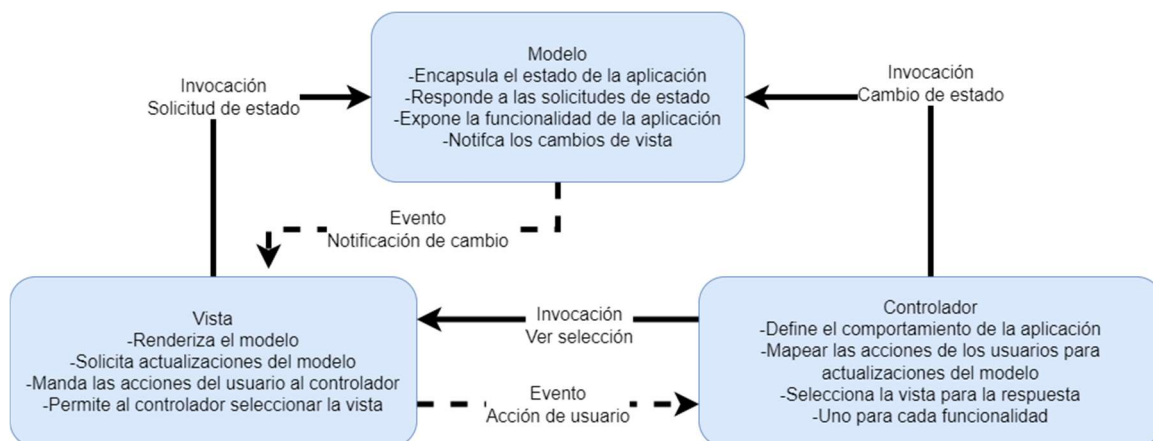 Modelo
-Encapsula el estado de la aplicación
-Responde a las solicitudes de estado
-Expone la funcionalidad de la aplicación
-Notifca los cambios de vista
Invocación
Solicitud de estado
Invocación
Cambio de estado
Evento
Notificación de cambio
Vista
-Renderiza el modelo
-Solicita actualizaciones del modelo
-Manda las acciones del usuario al controlador
-Permite al controlador seleccionar la vista
Invocación
Ver selección
Evento
Acción de usuario
Controlador
-Define el comportamiento de la aplicación
-Mapear las acciones de los usuarios para
actualizaciones del modelo
-Selecciona la vista para la respuesta
-Uno para cada funcionalidad